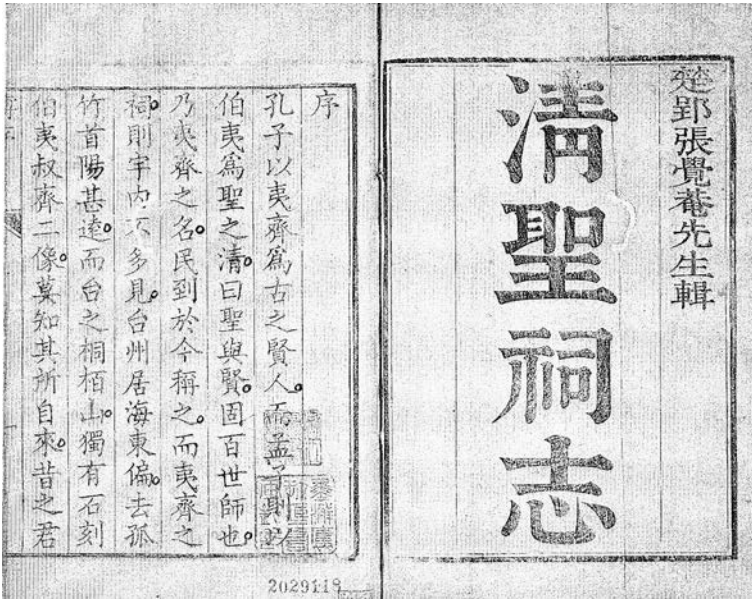 楚郢張覺菴先生輯
清聖祠志
序
孔子以夷齊爲古之賢人而孟子則以
伯夷爲聖之清曰聖與賢固百世師也
乃夷齊之名民到於今稱之而夷齊之
祠則宇内不多見台州居海東偏去孤
竹首陽甚遠而台之桐栢山獨有石刻
伯夷叔齊二像莫知其所自來昔之君
2029118